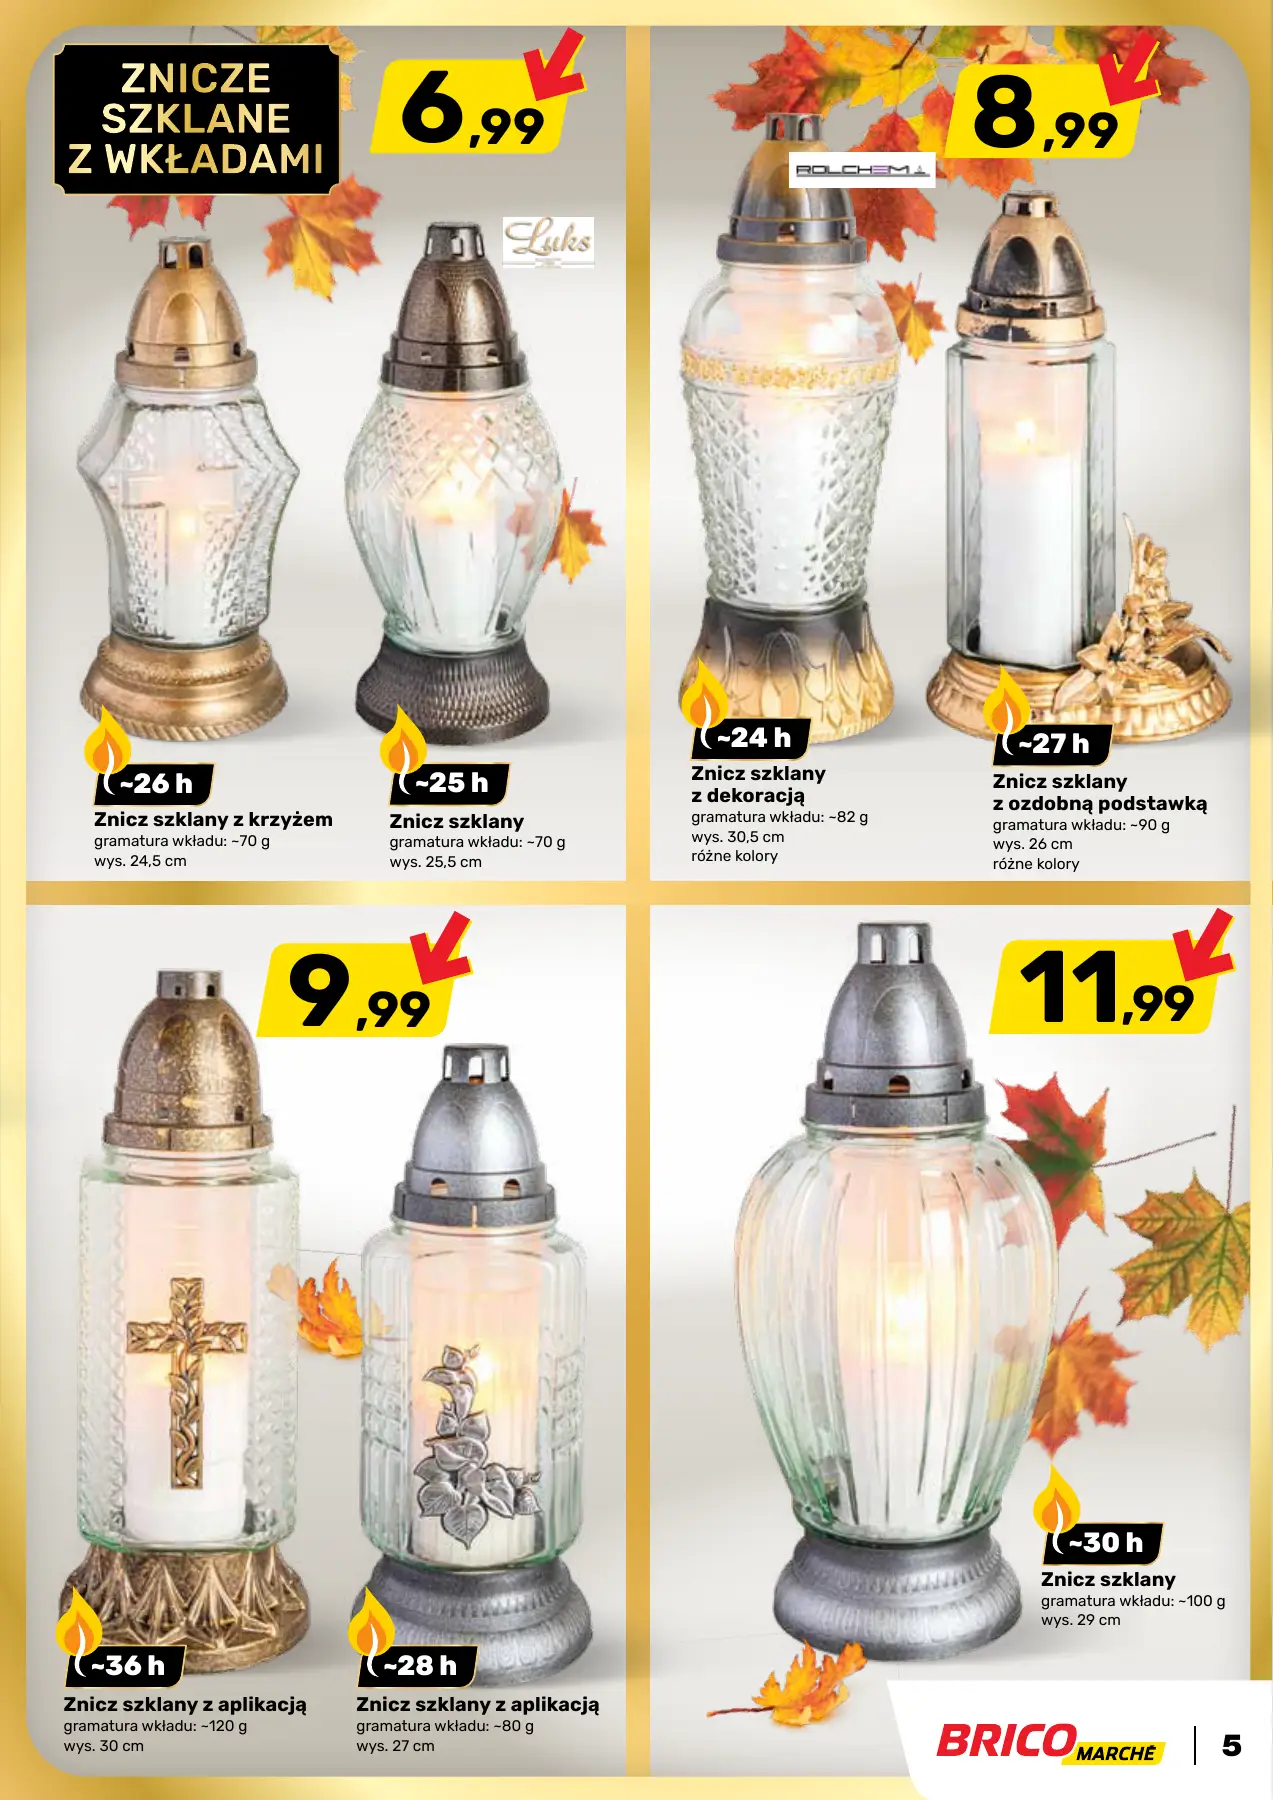 ZNICZE
SZKLANE
Z WKŁADAMI
6,99
Luks
~26 h
Znicz szklany z krzyżem
gramatura wkładu: ~70 g
wys. 24,5 cm
~25 h
Znicz szklany
gramatura wkładu: ~70 g
wys. 25,5 cm
8,99
ROLCHEM
~24 h
Znicz szklany
z dekoracją
gramatura wkładu: ~82 g
wys. 30,5 cm
różne kolory
~27 h
Znicz szklany
z ozdobną podstawką
gramatura wkładu: ~90 g
wys. 26 cm
różne kolory
9,99
~36 h
Znicz szklany z aplikacją
gramatura wkładu: ~120 g
wys. 30 cm
~28 h
Znicz szklany z aplikacją
gramatura wkładu: ~80 g
wys. 27 cm
11,99
~30 h
Znicz szklany
gramatura wkładu: ~100 g
wys. 29 cm
BRICO MARCHÉ
5